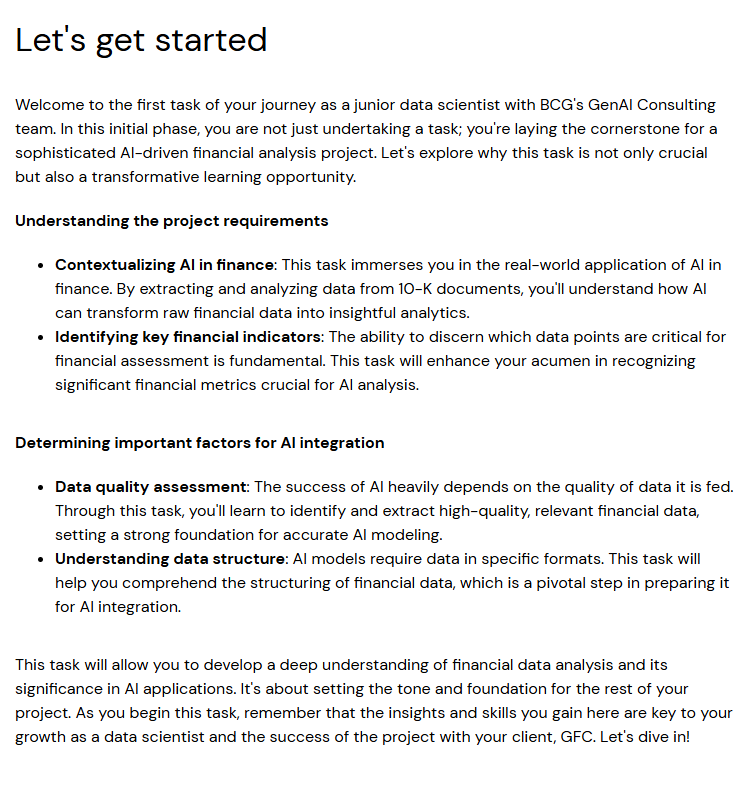 Let's get started
Welcome to the first task of your journey as a junior data scientist with BCG's GenAI Consulting
team. In this initial phase, you are not just undertaking a task; you're laying the cornerstone for a
sophisticated AI-driven financial analysis project. Let's explore why this task is not only crucial
but also a transformative learning opportunity.
Understanding the project requirements
• Contextualizing AI in finance: This task immerses you in the real-world application of AI in
finance. By extracting and analyzing data from 10-K documents, you'll understand how AI
can transform raw financial data into insightful analytics.
• Identifying key financial indicators: The ability to discern which data points are critical for
financial assessment is fundamental. This task will enhance your acumen in recognizing
significant financial metrics crucial for AI analysis.
Determining important factors for AI integration
• Data quality assessment: The success of AI heavily depends on the quality of data it is fed.
Through this task, you'll learn to identify and extract high-quality, relevant financial data,
setting a strong foundation for accurate AI modeling.
• Understanding data structure: AI models require data in specific formats. This task will
help you comprehend the structuring of financial data, which is a pivotal step in preparing it
for AI integration.
This task will allow you to develop a deep understanding of financial data analysis and its
significance in AI applications. It's about setting the tone and foundation for the rest of your
project. As you begin this task, remember that the insights and skills you gain here are key to your
growth as a data scientist and the success of the project with your client, GFC. Let's dive in!